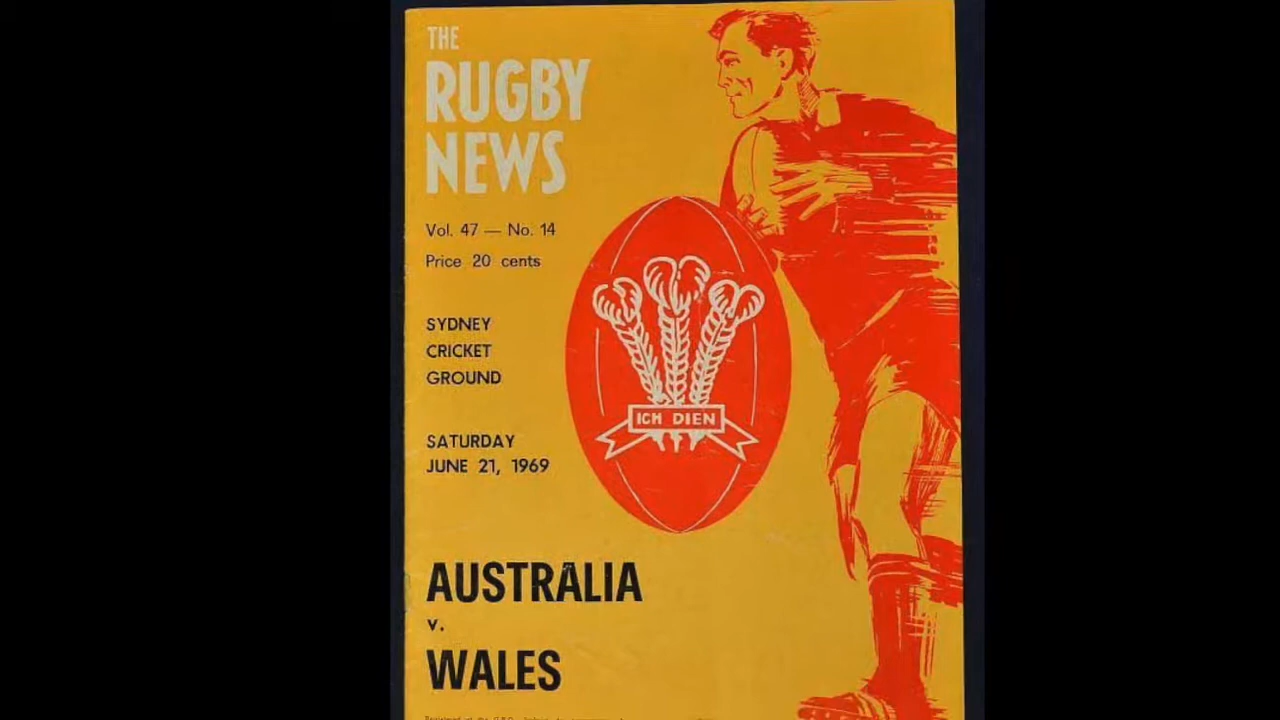 THE
RUGBY
NEWS
Vol. 47 — No. 14
Price 20 cents
SYDNEY
CRICKET
GROUND
ICH DIEN
SATURDAY
JUNE 21, 1969
AUSTRALIA
v.
WALES